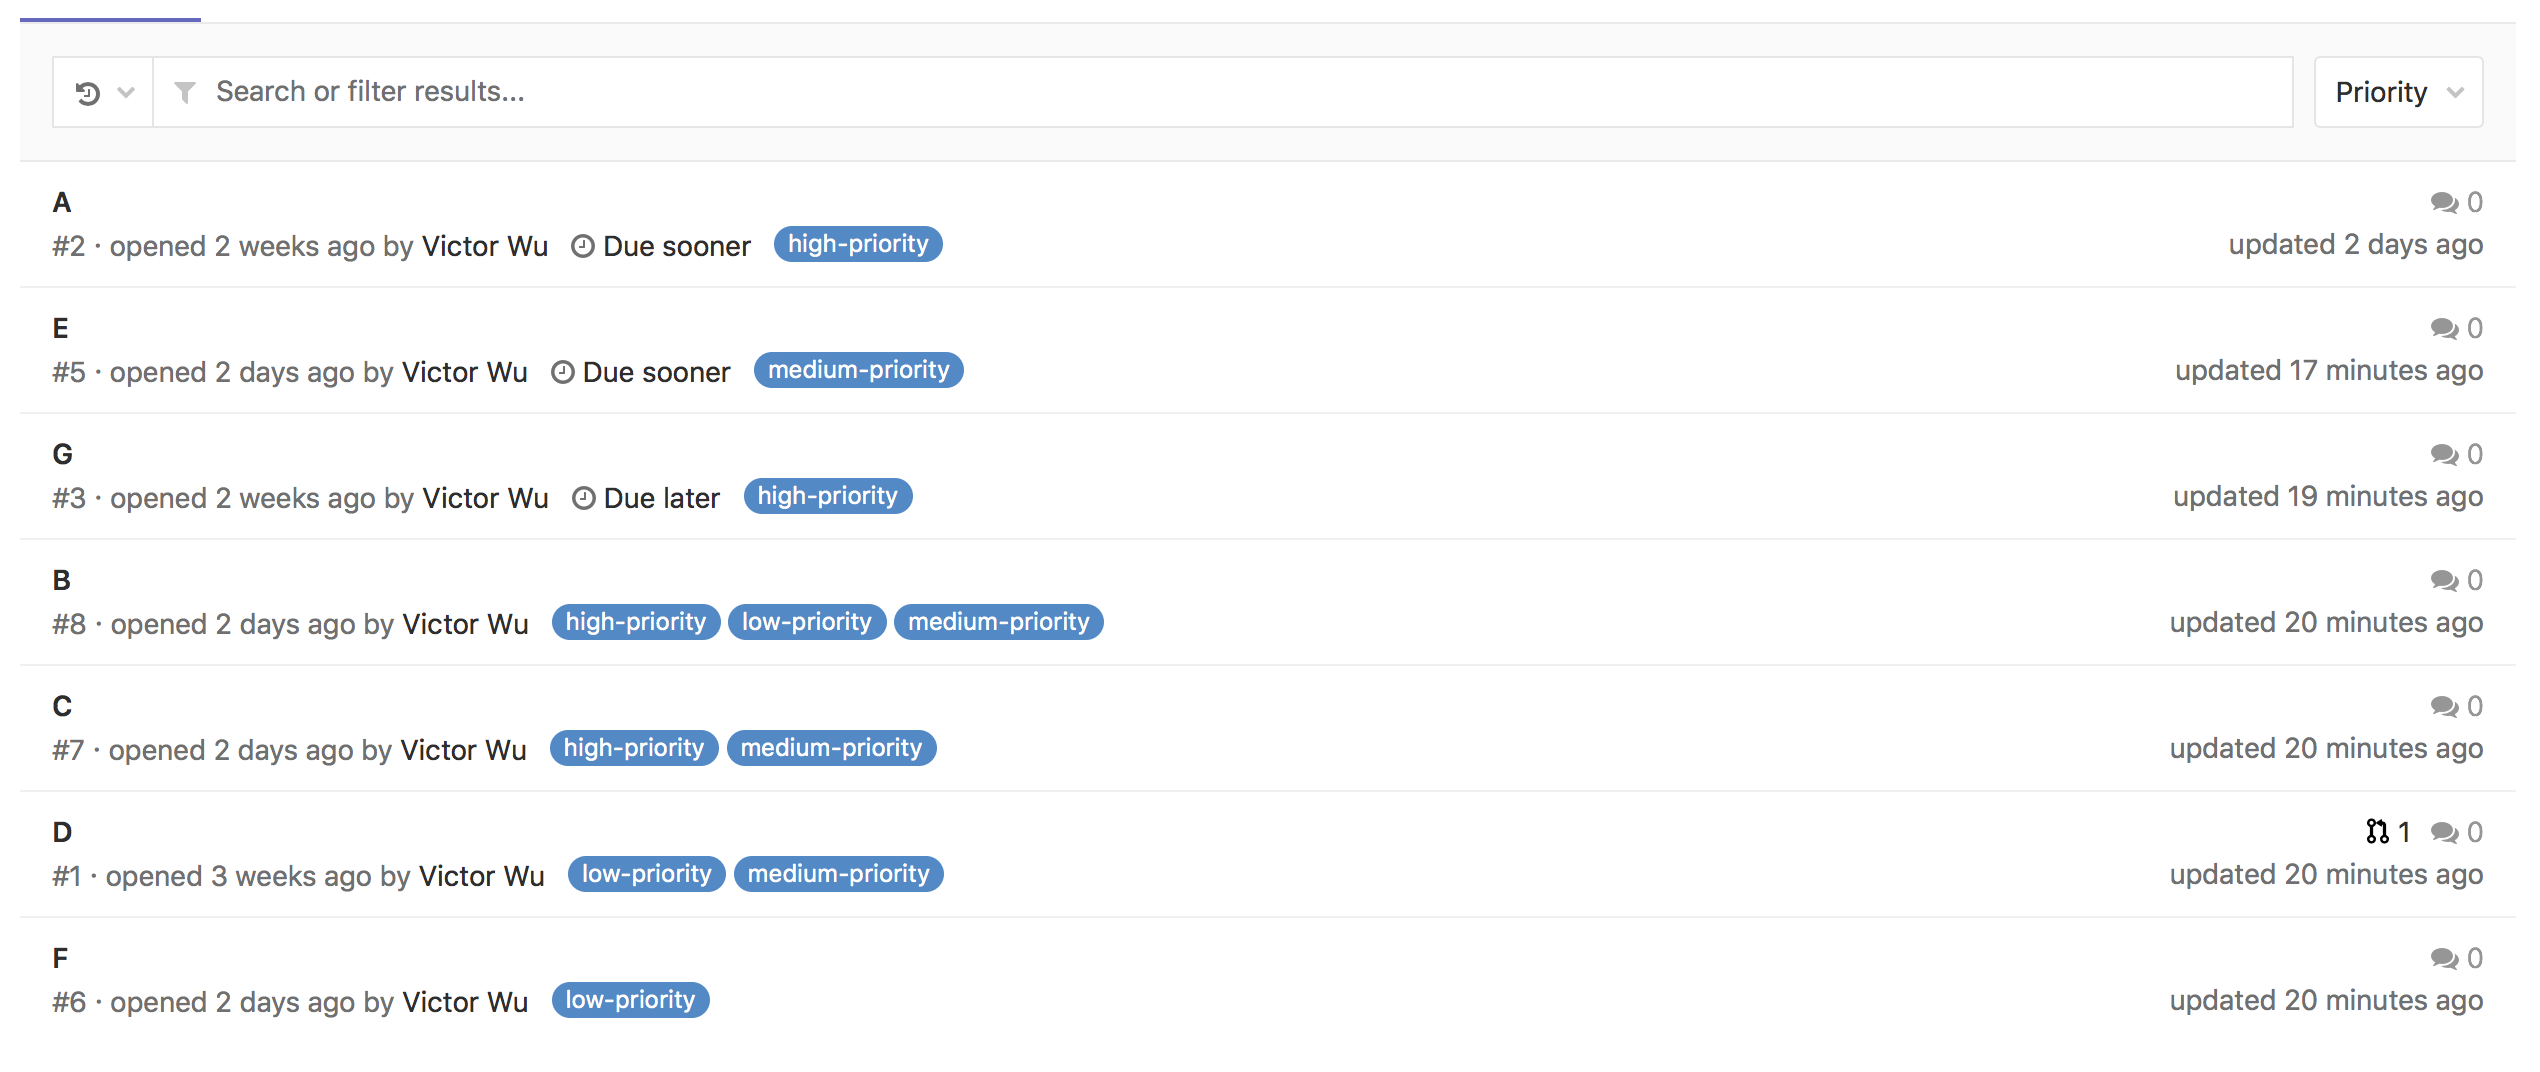 Search or filter results... Priority
A 0
#2 · opened 2 weeks ago by Victor Wu Due sooner high-priority updated 2 days ago
E 0
#5 · opened 2 days ago by Victor Wu Due sooner medium-priority updated 17 minutes ago
G 0
#3 · opened 2 weeks ago by Victor Wu Due later high-priority updated 19 minutes ago
B 0
#8 · opened 2 days ago by Victor Wu high-priority low-priority medium-priority updated 20 minutes ago
C 0
#7 · opened 2 days ago by Victor Wu high-priority medium-priority updated 20 minutes ago
D 1 0
#1 · opened 3 weeks ago by Victor Wu low-priority medium-priority updated 20 minutes ago
F 0
#6 · opened 2 days ago by Victor Wu low-priority updated 20 minutes ago